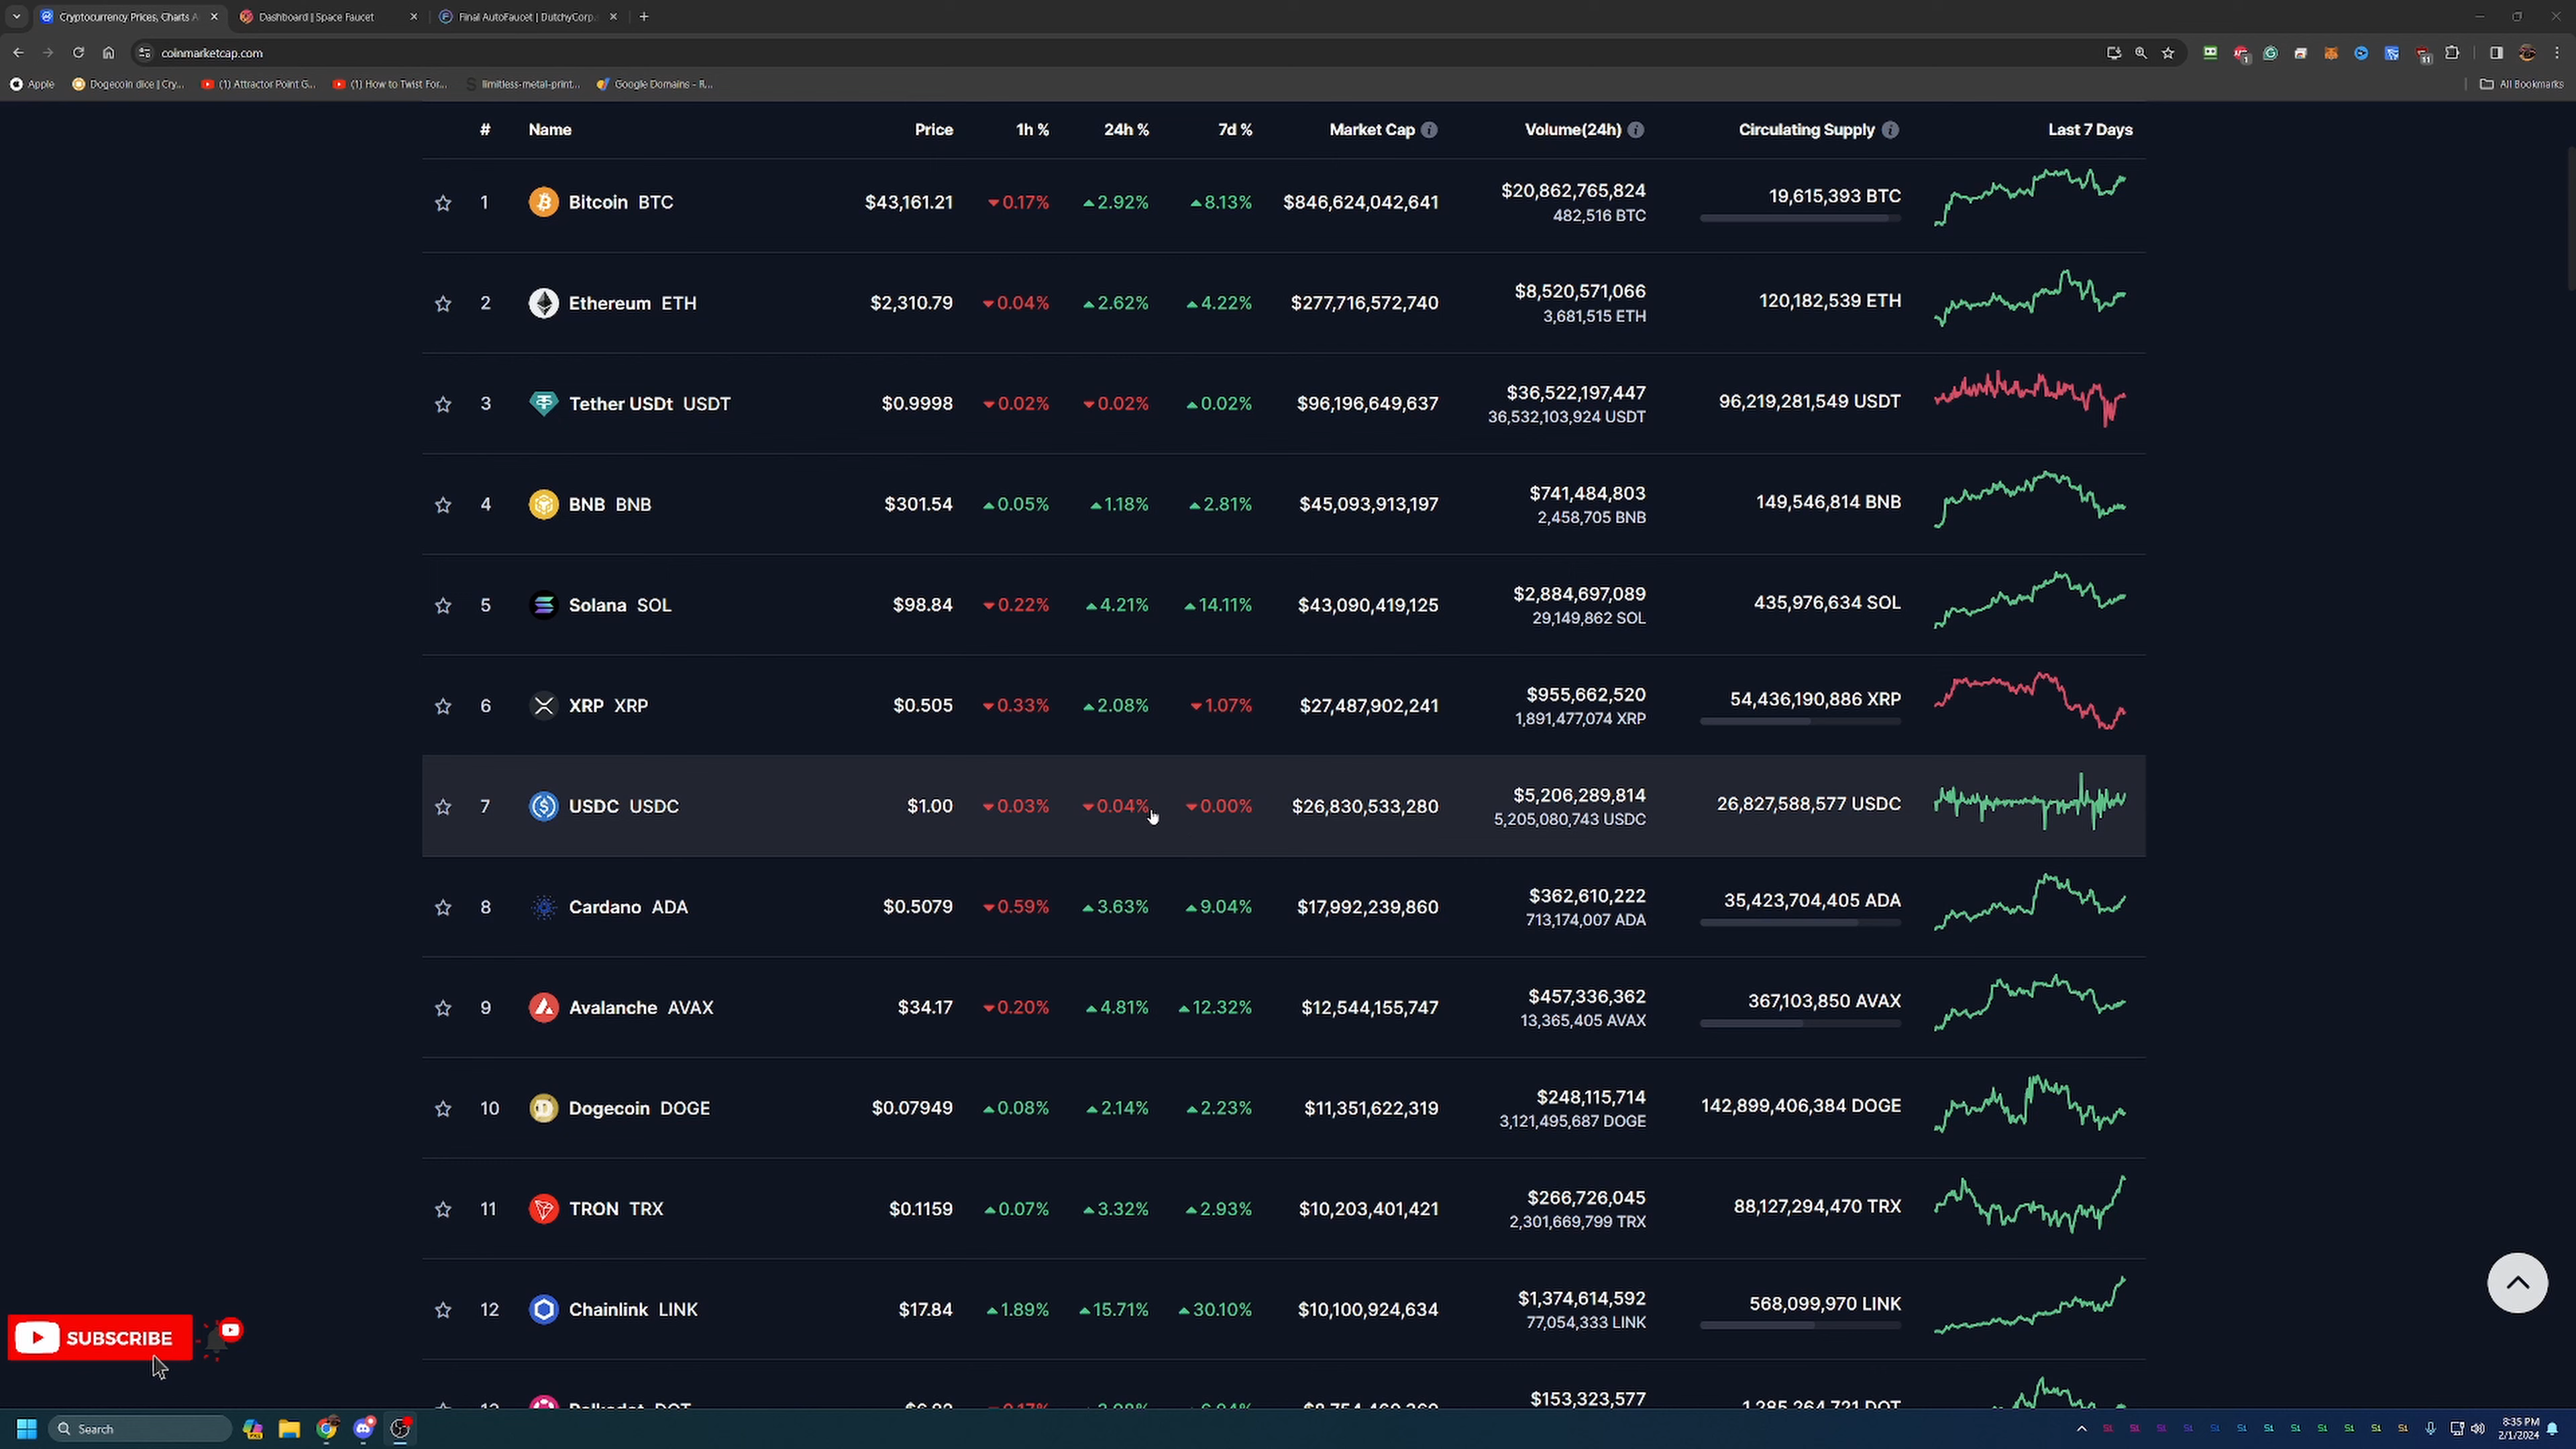 Cryptocurrency Prices, Charts A
Dashboard | Space Faucet
Final AutoFaucet | DutchyCorp.
coinmarketcap.com
1
11
Apple
Dogecoin dice | Cry...
(1) Attractor Point G...
(1) How to Twist For...
limitless-metal-print...
Google Domains - R...
All Bookmarks
# Name Price 1h % 24h % 7d % Market Cap Volume(24h) Circulating Supply Last 7 Days
1 Bitcoin BTC $43,161.21 0.17% 2.92% 8.13% $846,624,042,641 $20,862,765,824 19,615,393 BTC
482,516 BTC
2 Ethereum ETH $2,310.79 0.04% 2.62% 4.22% $277,716,572,740 $8,520,571,066 120,182,539 ETH
3,681,515 ETH
3 Tether USDt USDT $0.9998 0.02% 0.02% 0.02% $96,196,649,637 $36,522,197,447 96,219,281,549 USDT
36,532,103,924 USDT
4 BNB BNB $301.54 0.05% 1.18% 2.81% $45,093,913,197 $741,484,803 149,546,814 BNB
2,458,705 BNB
5 Solana SOL $98.84 0.22% 4.21% 14.11% $43,090,419,125 $2,884,697,089 435,976,634 SOL
29,149,862 SOL
6 XRP XRP $0.505 0.33% 2.08% 1.07% $27,487,902,241 $955,662,520 54,436,190,886 XRP
1,891,477,074 XRP
7 USDC USDC $1.00 0.03% 0.04% 0.00% $26,830,533,280 $5,206,289,814 26,827,588,577 USDC
5,205,080,743 USDC
8 Cardano ADA $0.5079 0.59% 3.63% 9.04% $17,992,239,860 $362,610,222 35,423,704,405 ADA
713,174,007 ADA
9 Avalanche AVAX $34.17 0.20% 4.81% 12.32% $12,544,155,747 $457,336,362 367,103,850 AVAX
13,365,405 AVAX
10 Dogecoin DOGE $0.07949 0.08% 2.14% 2.23% $11,351,622,319 $248,115,714 142,899,406,384 DOGE
3,121,495,687 DOGE
11 TRON TRX $0.1159 0.07% 3.32% 2.93% $10,203,401,421 $266,726,045 88,127,294,470 TRX
2,301,669,799 TRX
12 Chainlink LINK $17.84 1.89% 15.71% 30.10% $10,100,924,634 $1,374,614,592 568,099,970 LINK
77,054,333 LINK
Polkadot DOT $153,323,577
SUBSCRIBE
Search
8:35 PM
2/1/2024